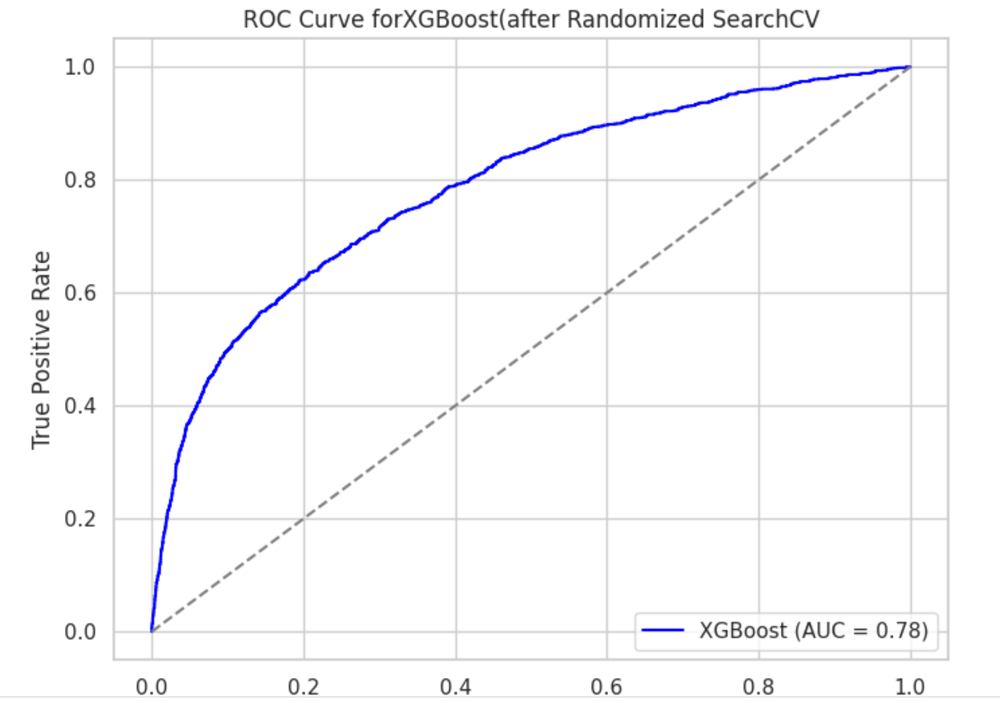 ROC Curve forXGBoost(after Randomized SearchCV
True Positive Rate
1.0
0.8
0.6
0.4
0.2
0.0
XGBoost (AUC = 0.78)
0.0 0.2 0.4 0.6 0.8 1.0